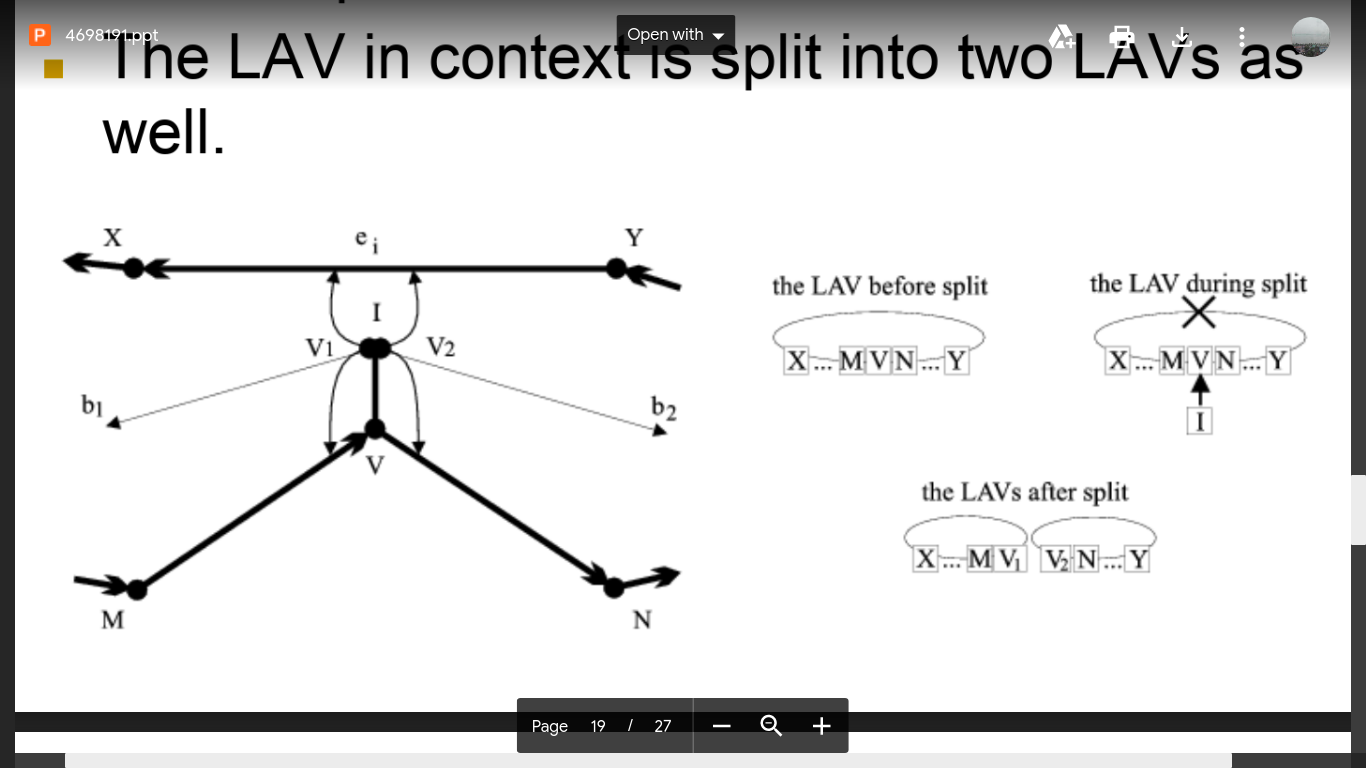 P 4698191.ppt
Open with
The LAV in context is split into two LAVs as
well.
X
e i
Y
I
V1
V2
b1
b2
V
M
N
the LAV before split
X ... M V N ... Y
the LAV during split
X ... M V N ... Y
I
the LAVs after split
X ... M V1 V2 N ... Y
Page 19 / 27